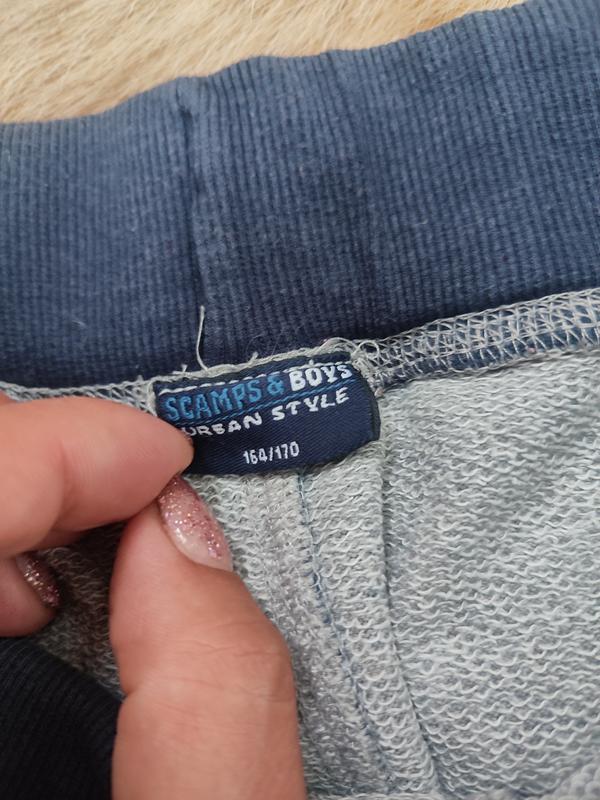 SCAMPS & BOYS
URBAN STYLE
164/170